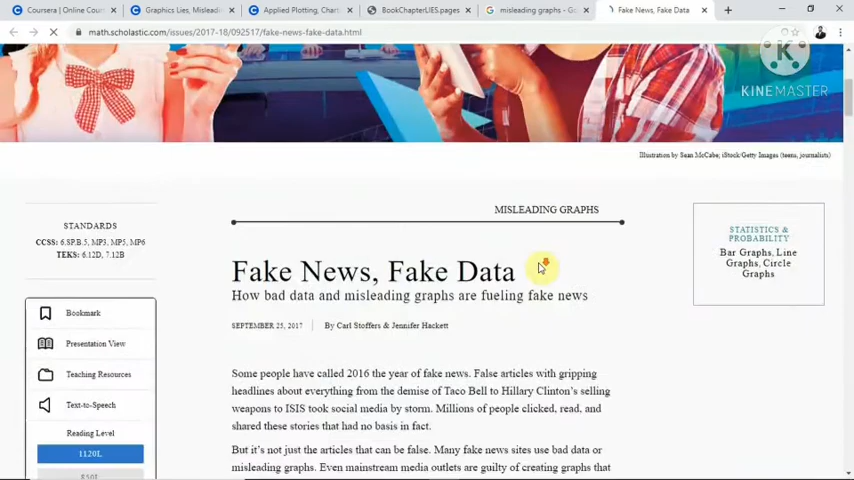 Coursera | Online Cour
Graphics Lies, Misleadin
Applied Plotting, Chart
BookChapterLIES.pages
misleading graphs - Go
Fake News, Fake Data
math.scholastic.com/issues/2017-18/092517/fake-news-fake-data.html
KINEMASTER
Illustration by Sean McCabe; iStock/Getty Images (teens, journalists)
STANDARDS
CCSS: 6.SP.B.5, MP3, MP5, MP6
TEKS: 6.12D, 7.12B
Bookmark
Presentation View
Teaching Resources
Text-to-Speech
Reading Level
1120L
MISLEADING GRAPHS
Fake News, Fake Data
How bad data and misleading graphs are fueling fake news
SEPTEMBER 25, 2017 | By Carl Stoffers & Jennifer Hackett
Some people have called 2016 the year of fake news. False articles with gripping
headlines about everything from the demise of Taco Bell to Hillary Clinton's selling
weapons to ISIS took social media by storm. Millions of people clicked, read, and
shared these stories that had no basis in fact.
But it's not just the articles that can be false. Many fake news sites use bad data or
misleading graphs. Even mainstream media outlets are guilty of creating graphs that
STATISTICS &
PROBABILITY
Bar Graphs, Line
Graphs, Circle
Graphs